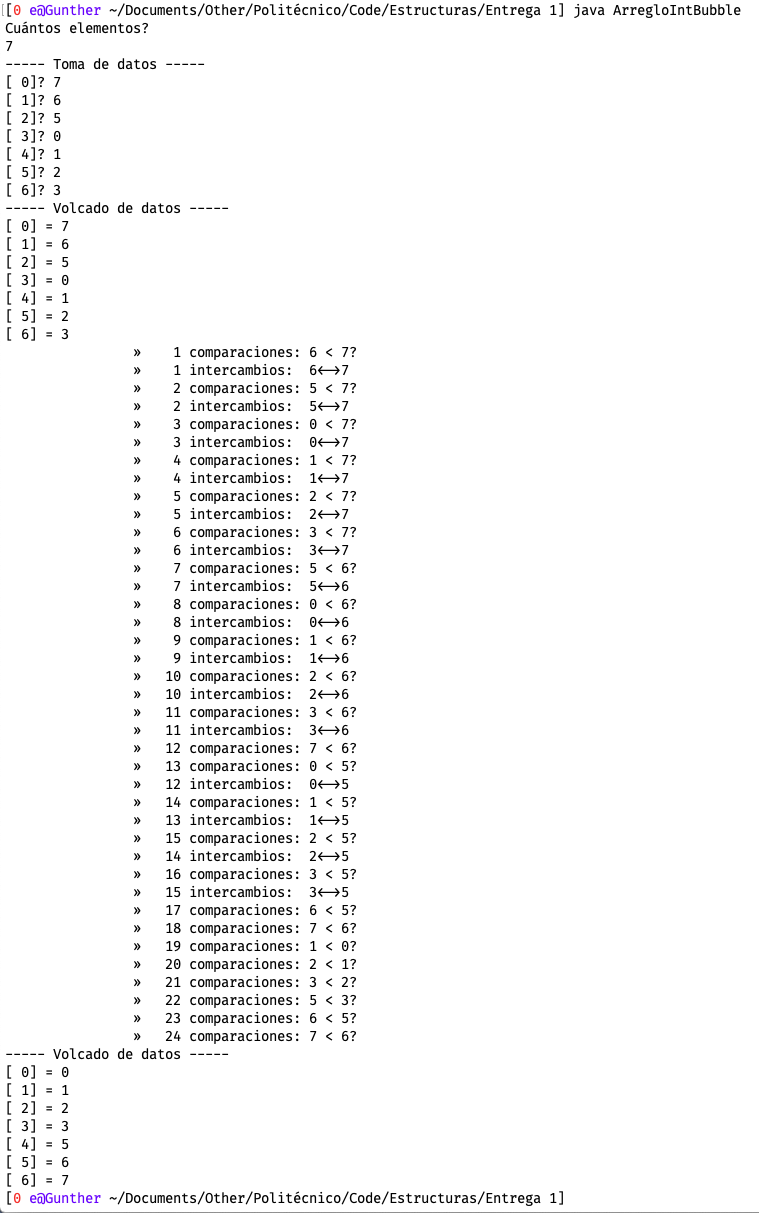 [0 e@Gunther ~/Documents/Other/Politécnico/Code/Estructuras/Entrega 1] java ArregloIntBubble
Cuántos elementos?
7
----- Toma de datos -----
[ 0]? 7
[ 1]? 6
[ 2]? 5
[ 3]? 0
[ 4]? 1
[ 5]? 2
[ 6]? 3
----- Volcado de datos -----
[ 0] = 7
[ 1] = 6
[ 2] = 5
[ 3] = 0
[ 4] = 1
[ 5] = 2
[ 6] = 3
» 1 comparaciones: 6 < 7?
» 1 intercambios: 6<->7
» 2 comparaciones: 5 < 7?
» 2 intercambios: 5<->7
» 3 comparaciones: 0 < 7?
» 3 intercambios: 0<->7
» 4 comparaciones: 1 < 7?
» 4 intercambios: 1<->7
» 5 comparaciones: 2 < 7?
» 5 intercambios: 2<->7
» 6 comparaciones: 3 < 7?
» 6 intercambios: 3<->7
» 7 comparaciones: 5 < 6?
» 7 intercambios: 5<->6
» 8 comparaciones: 0 < 6?
» 8 intercambios: 0<->6
» 9 comparaciones: 1 < 6?
» 9 intercambios: 1<->6
» 10 comparaciones: 2 < 6?
» 10 intercambios: 2<->6
» 11 comparaciones: 3 < 6?
» 11 intercambios: 3<->6
» 12 comparaciones: 7 < 6?
» 13 comparaciones: 0 < 5?
» 12 intercambios: 0<->5
» 14 comparaciones: 1 < 5?
» 13 intercambios: 1<->5
» 15 comparaciones: 2 < 5?
» 14 intercambios: 2<->5
» 16 comparaciones: 3 < 5?
» 15 intercambios: 3<->5
» 17 comparaciones: 6 < 5?
» 18 comparaciones: 7 < 6?
» 19 comparaciones: 1 < 0?
» 20 comparaciones: 2 < 1?
» 21 comparaciones: 3 < 2?
» 22 comparaciones: 5 < 3?
» 23 comparaciones: 6 < 5?
» 24 comparaciones: 7 < 6?
----- Volcado de datos -----
[ 0] = 0
[ 1] = 1
[ 2] = 2
[ 3] = 3
[ 4] = 5
[ 5] = 6
[ 6] = 7
[0 e@Gunther ~/Documents/Other/Politécnico/Code/Estructuras/Entrega 1]